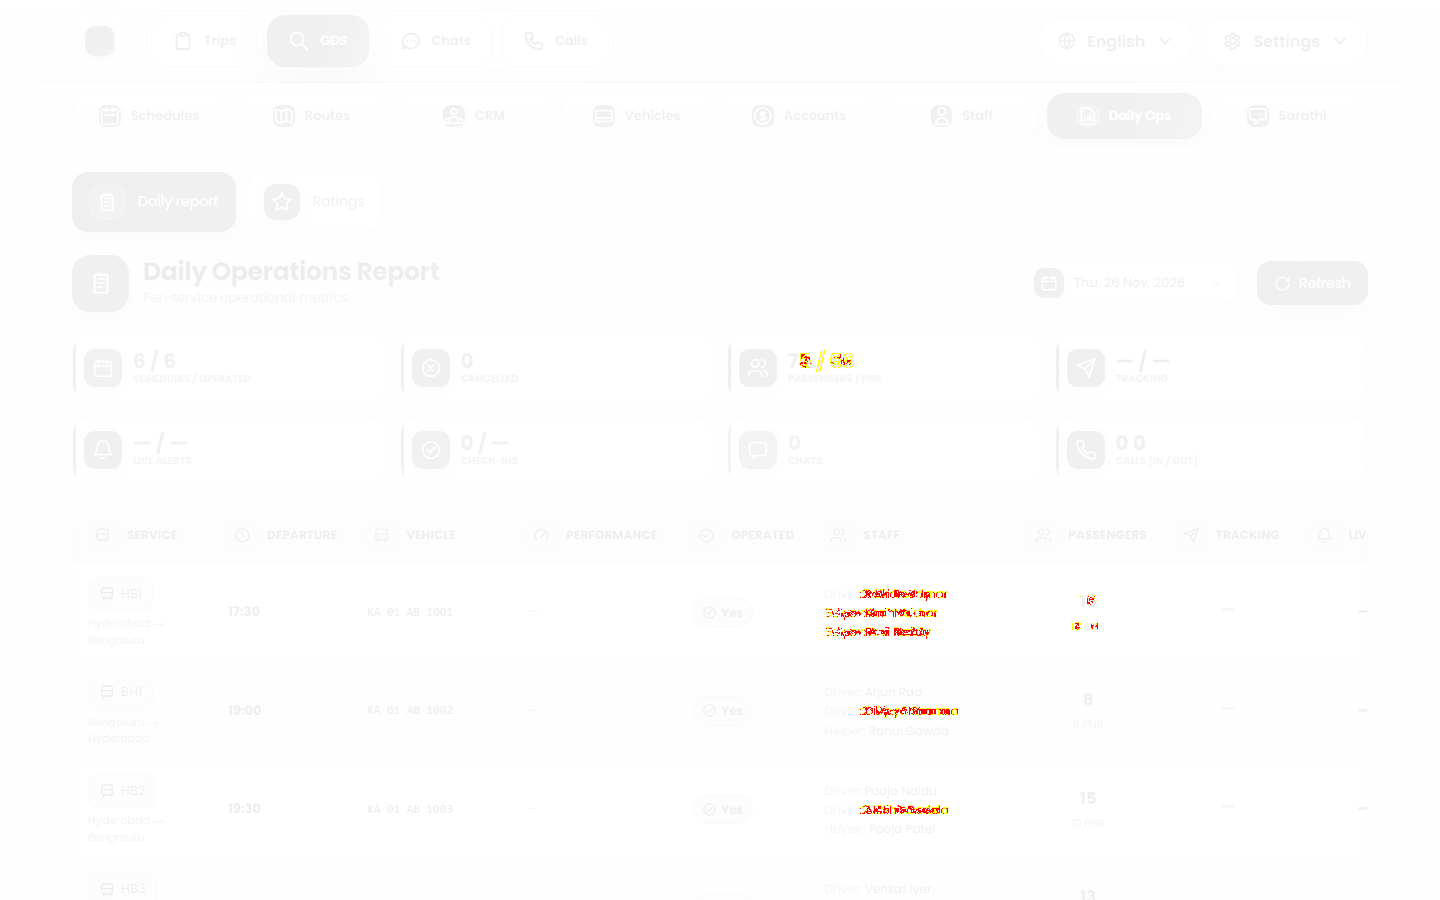 Trips
GDS
Chats
Calls
English
Settings
Schedules
Routes
CRM
Vehicles
Accounts
Staff
Daily Ops
Sarathi
Daily report
Ratings
Daily Operations Report
Per-service operational metrics
Thu, 26 Nov, 2026
Refresh
6 / 6
SCHEDULES / OPERATED
0
CANCELLED
PASSENGERS / PNR
— / —
TRACKING
— / —
LIVE ALERTS
0 / —
CHECK-INS
0
CHATS
0 0
CALLS (IN / OUT)
SERVICE
DEPARTURE
VEHICLE
PERFORMANCE
OPERATED
STAFF
PASSENGERS
TRACKING
LIV
HB1
Hyderabad →
Bengaluru
17:30
KA 01 AB 1001
—
Yes
—
BH1
Bengaluru →
Hyderabad
19:00
KA 01 AB 1002
—
Yes
Driver: Arjun Rao
Helper: Rahul Gowda
8
8 PNR
—
HB2
Hyderabad →
Bengaluru
19:30
KA 01 AB 1003
—
Yes
Driver: Pooja Naidu
Helper: Pooja Patel
15
10 PNR
—
HB3
Driver: Venkat Iyer
13